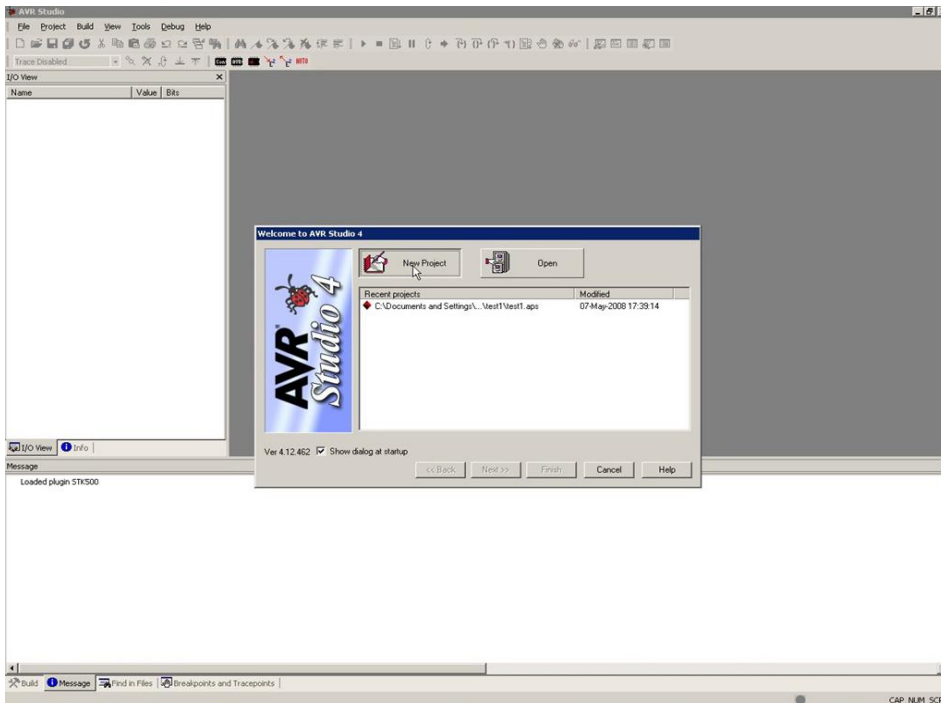 AVR Studio
File Project Build View Tools Debug Help
Trace Disabled
AUTO
I/O View
Name Value Bits
Welcome to AVR Studio 4
New Project Open
AVR Studio 4
Recent projects Modified
C:\Documents and Settings\...\test1\test1.aps 07-May-2008 17:39:14
I/O View Info
Ver 4.12.462 Show dialog at startup
<< Back Next >> Finish Cancel Help
Message
Loaded plugin STK500
Build Message Find in Files Breakpoints and Tracepoints
CAP NUM SCR